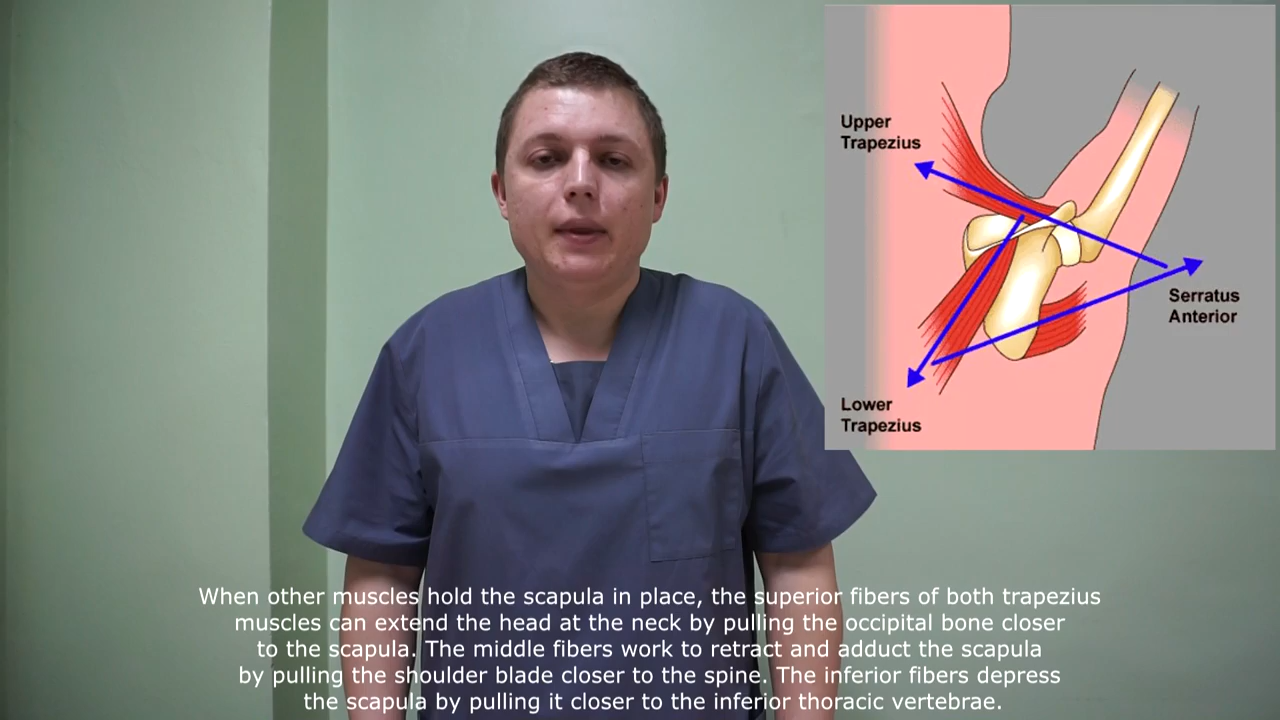 Upper
Trapezius
Serratus
Anterior
Lower
Trapezius
When other muscles hold the scapula in place, the superior fibers of both trapezius
muscles can extend the head at the neck by pulling the occipital bone closer
to the scapula. The middle fibers work to retract and adduct the scapula
by pulling the shoulder blade closer to the spine. The inferior fibers depress
the scapula by pulling it closer to the inferior thoracic vertebrae.